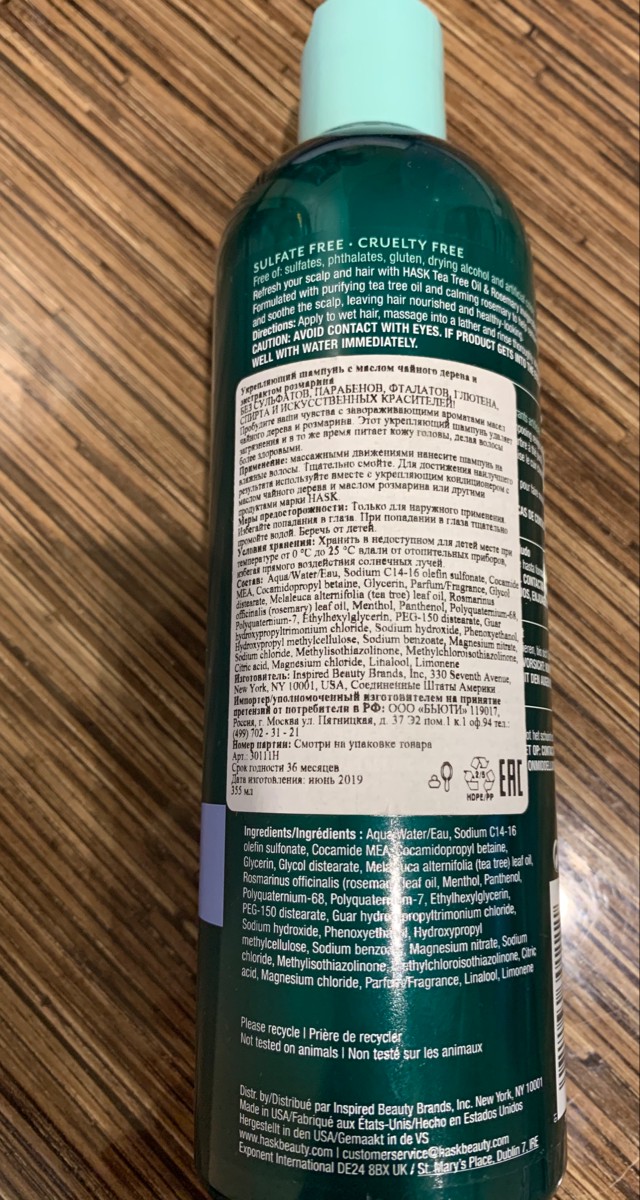 SULFATE FREE · CRUELTY FREE
Free of: sulfates, phthalates, gluten, drying alcohol and
Refresh your scalp and hair with HASK Tea Tree Oil & Rosemary
Formulated with purifying tea tree oil and calming rosemary to
and soothe the scalp, leaving hair nourished and healthy-looking.
Directions: Apply to wet hair, massage into a lather and rinse
CAUTION: AVOID CONTACT WITH EYES. IF PRODUCT GETS INTO
WELL WITH WATER IMMEDIATELY.
Укрепляющий шампунь с маслом чайного дерева и
экстрактом розмарина
БЕЗ СУЛЬФАТОВ, ПАРАБЕНОВ, ФТАЛАТОВ, ГЛЮТЕНА,
СПИРТА И ИСКУССТВЕННЫХ КРАСИТЕЛЕЙ!
Пробудите ваши чувства с завораживающими ароматами масел
чайного дерева и розмарина. Этот укрепляющий шампунь удаляет
загрязнения и в то же время питает кожу головы, делая волосы
более здоровыми.
Применение: массажными движениями нанесите шампунь на
влажные волосы. Тщательно смойте. Для достижения наилучшего
результата используйте вместе с укрепляющим кондиционером с
маслом чайного дерева и маслом розмарина или другими
продуктами марки HASK.
Меры предосторожности: Только для наружного применения.
Избегайте попадания в глаза. При попадании в глаза тщательно
промойте водой. Беречь от детей.
Условия хранения: Хранить в недоступном для детей месте при
температуре от 0 °C до 25 °C вдали от отопительных приборов,
избегая прямого воздействия солнечных лучей.
Состав: Aqua/Water/Eau, Sodium C14-16 olefin sulfonate, Cocamide
MEA, Cocamidopropyl betaine, Glycerin, Parfum/Fragrance, Glycol
distearate, Melaleuca alternifolia (tea tree) leaf oil, Rosmarinus
officinalis (rosemary) leaf oil, Menthol, Panthenol, Polyquaternium-68,
Polyquaternium-7, Ethylhexylglycerin, PEG-150 distearate, Guar
hydroxypropyltrimonium chloride, Sodium hydroxide, Phenoxyethanol,
Hydroxypropyl methylcellulose, Sodium benzoate, Magnesium nitrate,
Sodium chloride, Methylisothiazolinone, Methylchloroisothiazolinone,
Citric acid, Magnesium chloride, Linalool, Limonene
Изготовитель: Inspired Beauty Brands, Inc, 330 Seventh Avenue,
New York, NY 10001, USA, Соединенные Штаты Америки
Импортер/уполномоченный изготовителем на принятие
претензий от потребителя в РФ: ООО «БЬЮТИ» 119017,
Россия, г. Москва ул. Пятницкая, д. 37 Э2 пом.1 к.1 оф.94 тел.:
(499) 702 - 31 - 21
Номер партии: Смотри на упаковке товара
Арт.: 30111H
Срок годности 36 месяцев
Дата изготовления: июнь 2019
355 мл
2/5
HDPE/PP
EAC
Ingredients/Ingrédients : Aqua/Water/Eau, Sodium C14-16
olefin sulfonate, Cocamide MEA, Cocamidopropyl betaine,
Glycerin, Glycol distearate, Melaleuca alternifolia (tea tree) leaf oil,
Rosmarinus officinalis (rosemary) leaf oil, Menthol, Panthenol,
Polyquaternium-68, Polyquaternium-7, Ethylhexylglycerin,
PEG-150 distearate, Guar hydroxypropyltrimonium chloride,
Sodium hydroxide, Phenoxyethanol, Hydroxypropyl
methylcellulose, Sodium benzoate, Magnesium nitrate, Sodium
chloride, Methylisothiazolinone, Methylchloroisothiazolinone, Citric
acid, Magnesium chloride, Parfum/Fragrance, Linalool, Limonene
Please recycle | Prière de recycler
Not tested on animals | Non testé sur les animaux
Distr. by/Distribué par Inspired Beauty Brands, Inc. New York, NY 10001
Made in USA/Fabriqué aux États-Unis/Hecho en Estados Unidos
Hergestellt in den USA/Gemaakt in de VS
www.haskbeauty.com | customerservice@haskbeauty.com
Exponent International DE24 8BX UK / St. Mary's Place, Dublin 7, IRE